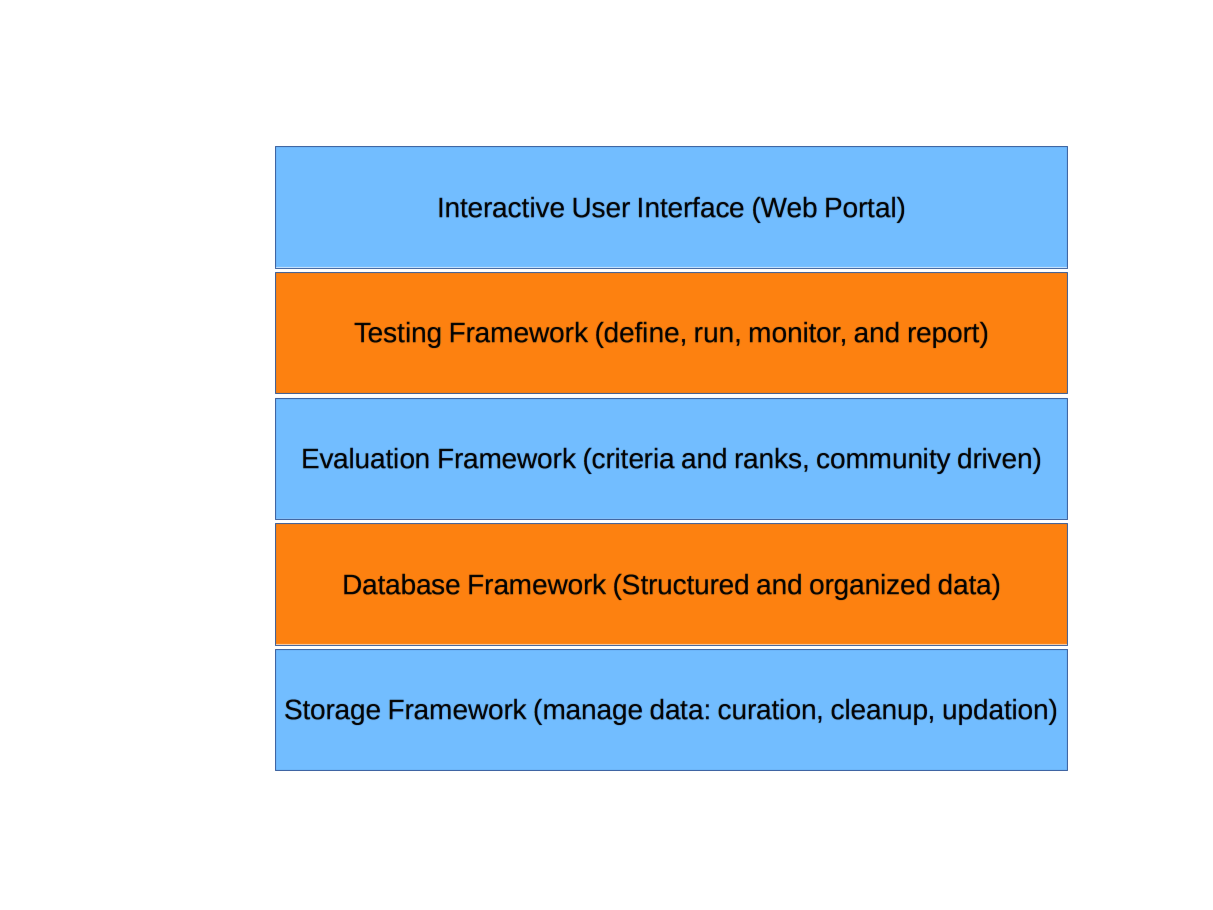 Interactive User Interface (Web Portal)
Testing Framework (define, run, monitor, and report)
Evaluation Framework (criteria and ranks, community driven)
Database Framework (Structured and organized data)
Storage Framework (manage data: curation, cleanup, updation)